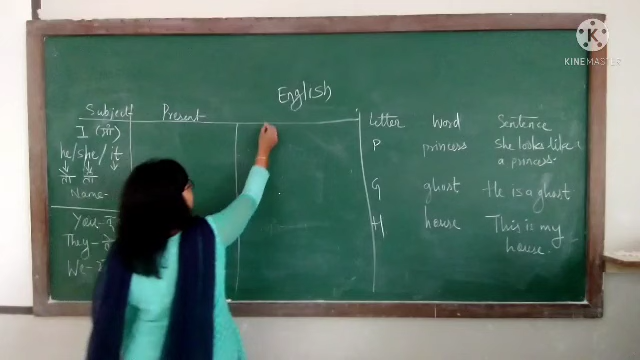 English
Subject Present
I (मी)
he/she/it
तो ती ते
Name
You -
They -
We -
Letter Word Sentence
P princess She looks like a princess.
G ghost He is a ghost
H house This is my house.
KINEMASTER